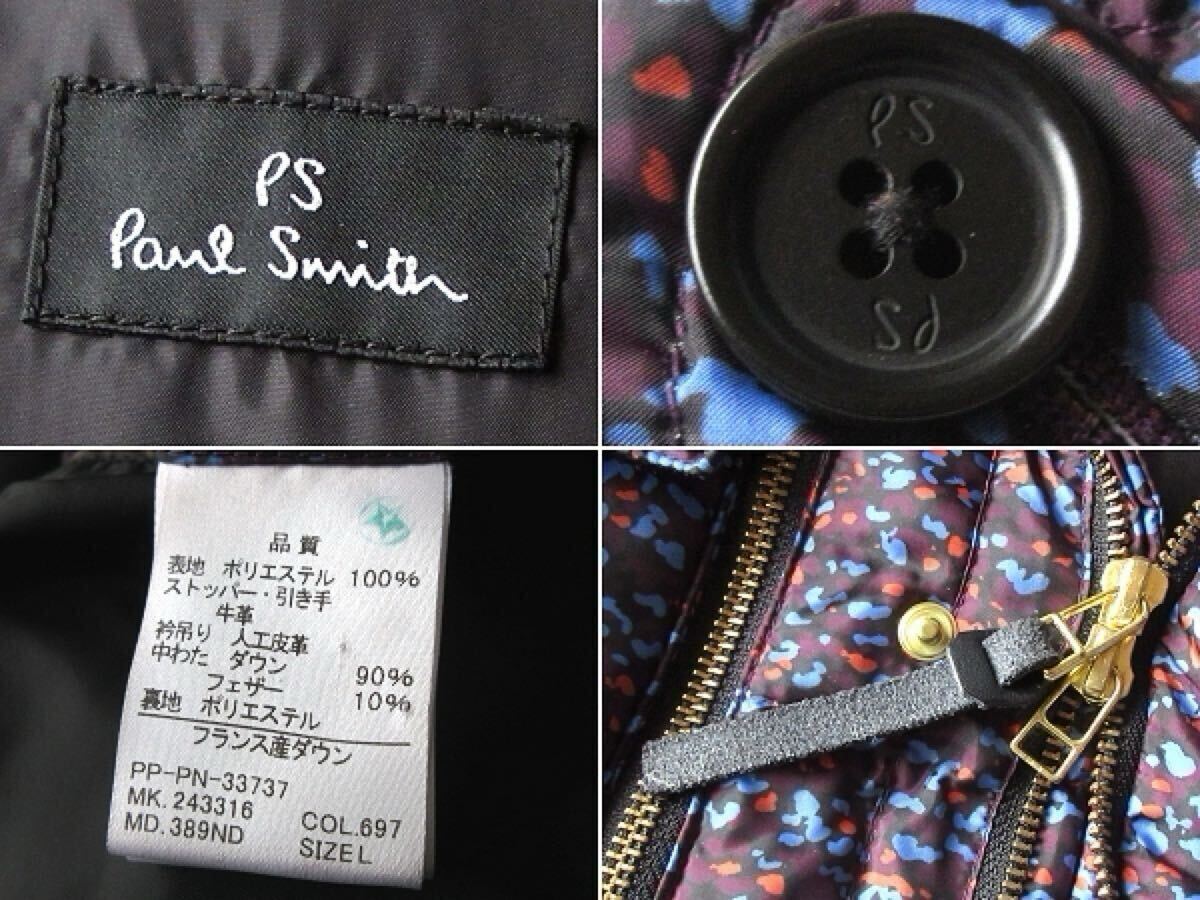 PS
Paul Smith
PS
PS
品質
表地 ポリエステル 100%
ストッパー・引き手
牛革
衿吊り 人工皮革
中わた ダウン 90%
フェザー 10%
裏地 ポリエステル
フランス産ダウン
PP-PN-33737
MK.243316 COL.697
MD.389ND SIZE L